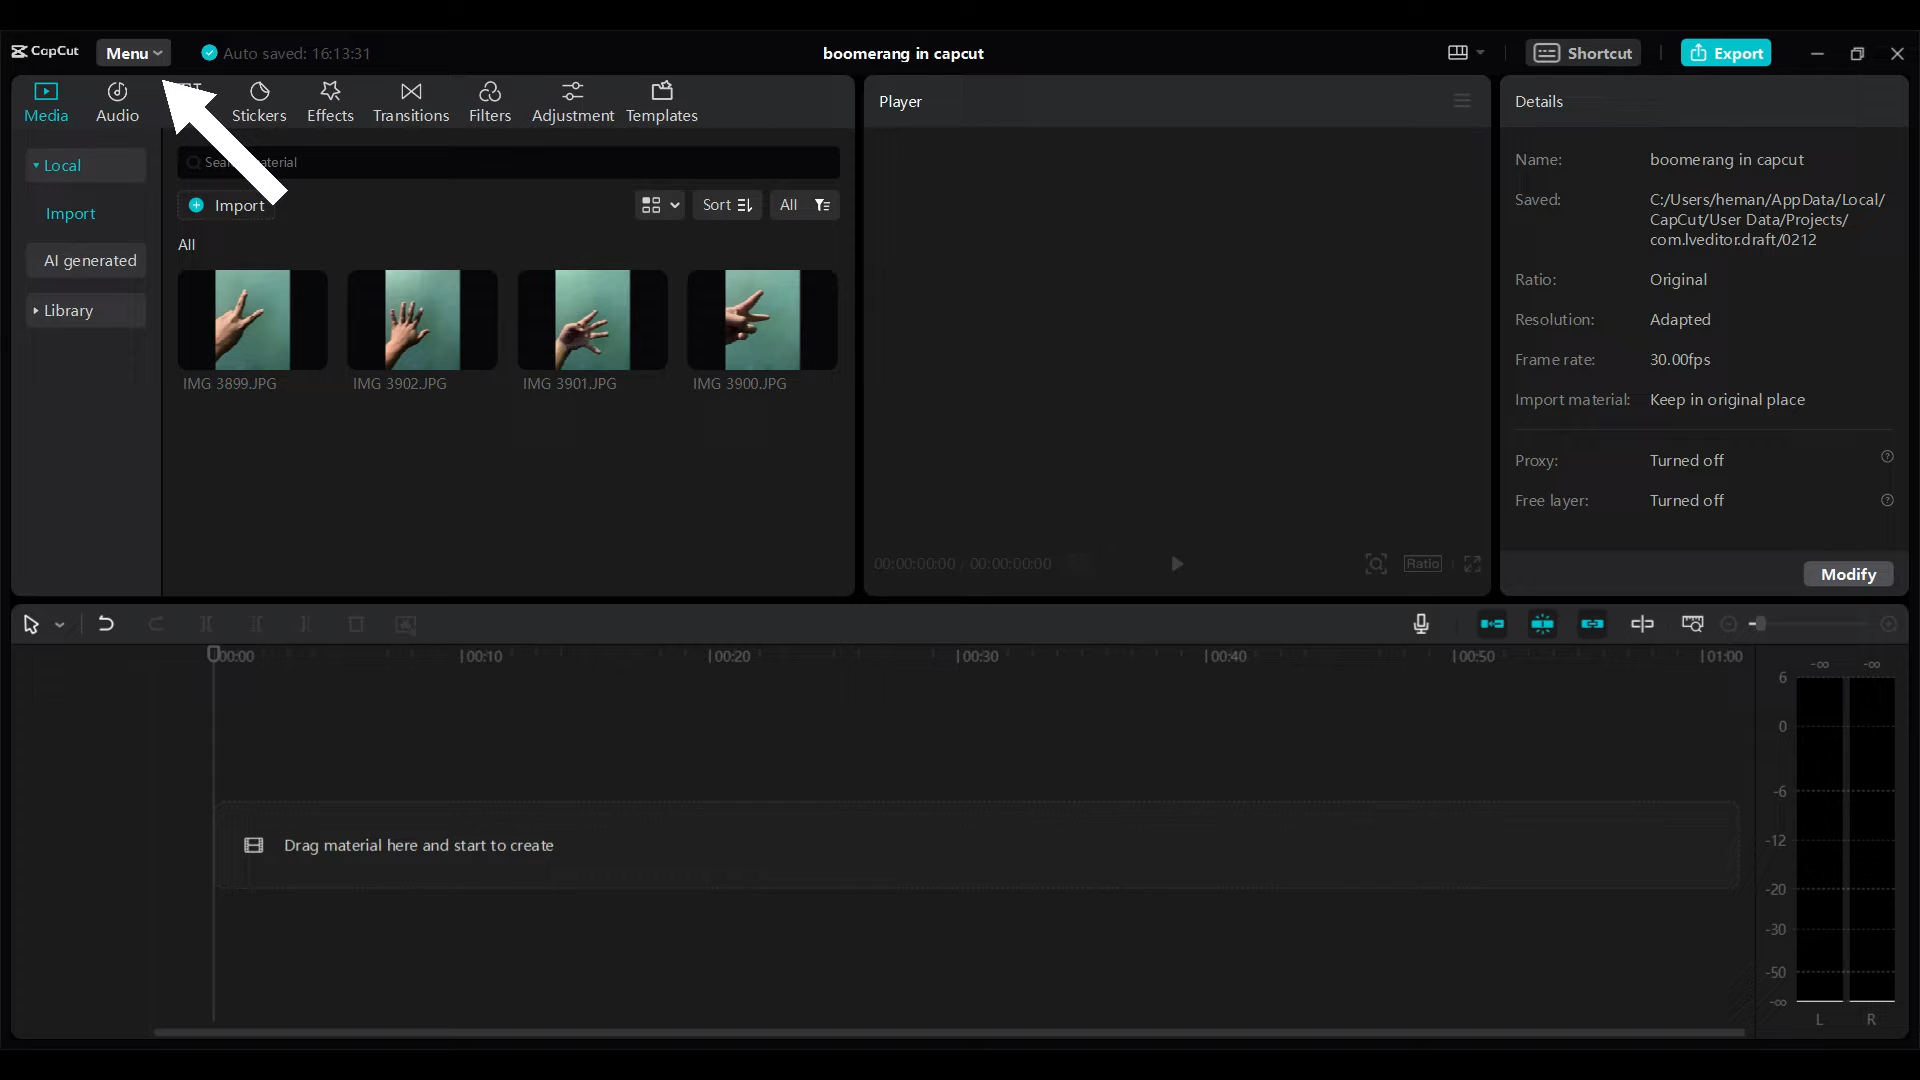 CapCut
Menu
Auto saved: 16:13:31
boomerang in capcut
Shortcut
Export
Media
Audio
Stickers
Effects
Transitions
Filters
Adjustment
Templates
Player
Details
Local
Import
AI generated
Library
Import
Sort
All
All
IMG 3899.JPG
IMG 3902.JPG
IMG 3901.JPG
IMG 3900.JPG
00:00:00:00 / 00:00:00:00
Ratio
Name:
boomerang in capcut
Saved:
C:/Users/heman/AppData/Local/
CapCut/User Data/Projects/
com.lveditor.draft/0212
Ratio:
Original
Resolution:
Adapted
Frame rate:
30.00fps
Import material:
Keep in original place
Proxy:
Turned off
Free layer:
Turned off
Modify
00:00
00:10
00:20
00:30
00:40
00:50
01:00
Drag material here and start to create
-∞ -∞
6
0
-6
-12
-20
-30
-50
-∞
L R